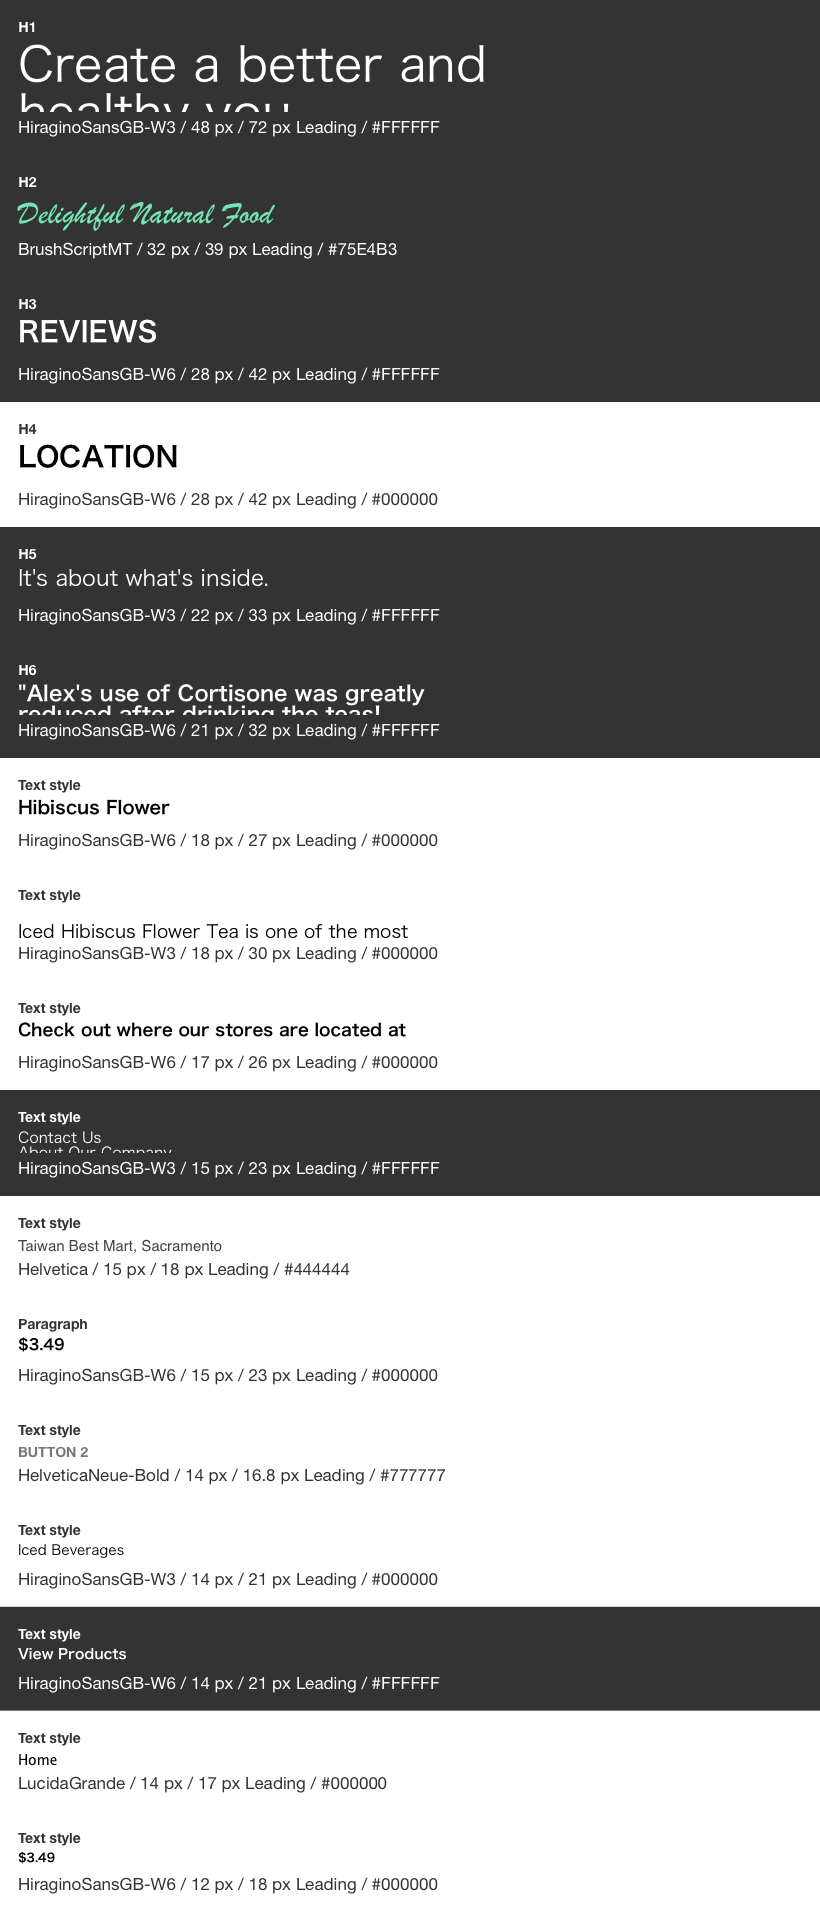 H1
Create a better and
healthy you
HiraginoSansGB-W3 / 48 px / 72 px Leading / #FFFFFF
H2
Delightful Natural Food
BrushScriptMT / 32 px / 39 px Leading / #75E4B3
H3
REVIEWS
HiraginoSansGB-W6 / 28 px / 42 px Leading / #FFFFFF
H4
LOCATION
HiraginoSansGB-W6 / 28 px / 42 px Leading / #000000
H5
It's about what's inside.
HiraginoSansGB-W3 / 22 px / 33 px Leading / #FFFFFF
H6
"Alex's use of Cortisone was greatly
reduced after drinking the teas!
HiraginoSansGB-W6 / 21 px / 32 px Leading / #FFFFFF
Text style
Hibiscus Flower
HiraginoSansGB-W6 / 18 px / 27 px Leading / #000000
Text style
Iced Hibiscus Flower Tea is one of the most
HiraginoSansGB-W3 / 18 px / 30 px Leading / #000000
Text style
Check out where our stores are located at
HiraginoSansGB-W6 / 17 px / 26 px Leading / #000000
Text style
Contact Us
About Our Company
HiraginoSansGB-W3 / 15 px / 23 px Leading / #FFFFFF
Text style
Taiwan Best Mart, Sacramento
Helvetica / 15 px / 18 px Leading / #444444
Paragraph
$3.49
HiraginoSansGB-W6 / 15 px / 23 px Leading / #000000
Text style
BUTTON 2
HelveticaNeue-Bold / 14 px / 16.8 px Leading / #777777
Text style
Iced Beverages
HiraginoSansGB-W3 / 14 px / 21 px Leading / #000000
Text style
View Products
HiraginoSansGB-W6 / 14 px / 21 px Leading / #FFFFFF
Text style
Home
LucidaGrande / 14 px / 17 px Leading / #000000
Text style
$3.49
HiraginoSansGB-W6 / 12 px / 18 px Leading / #000000